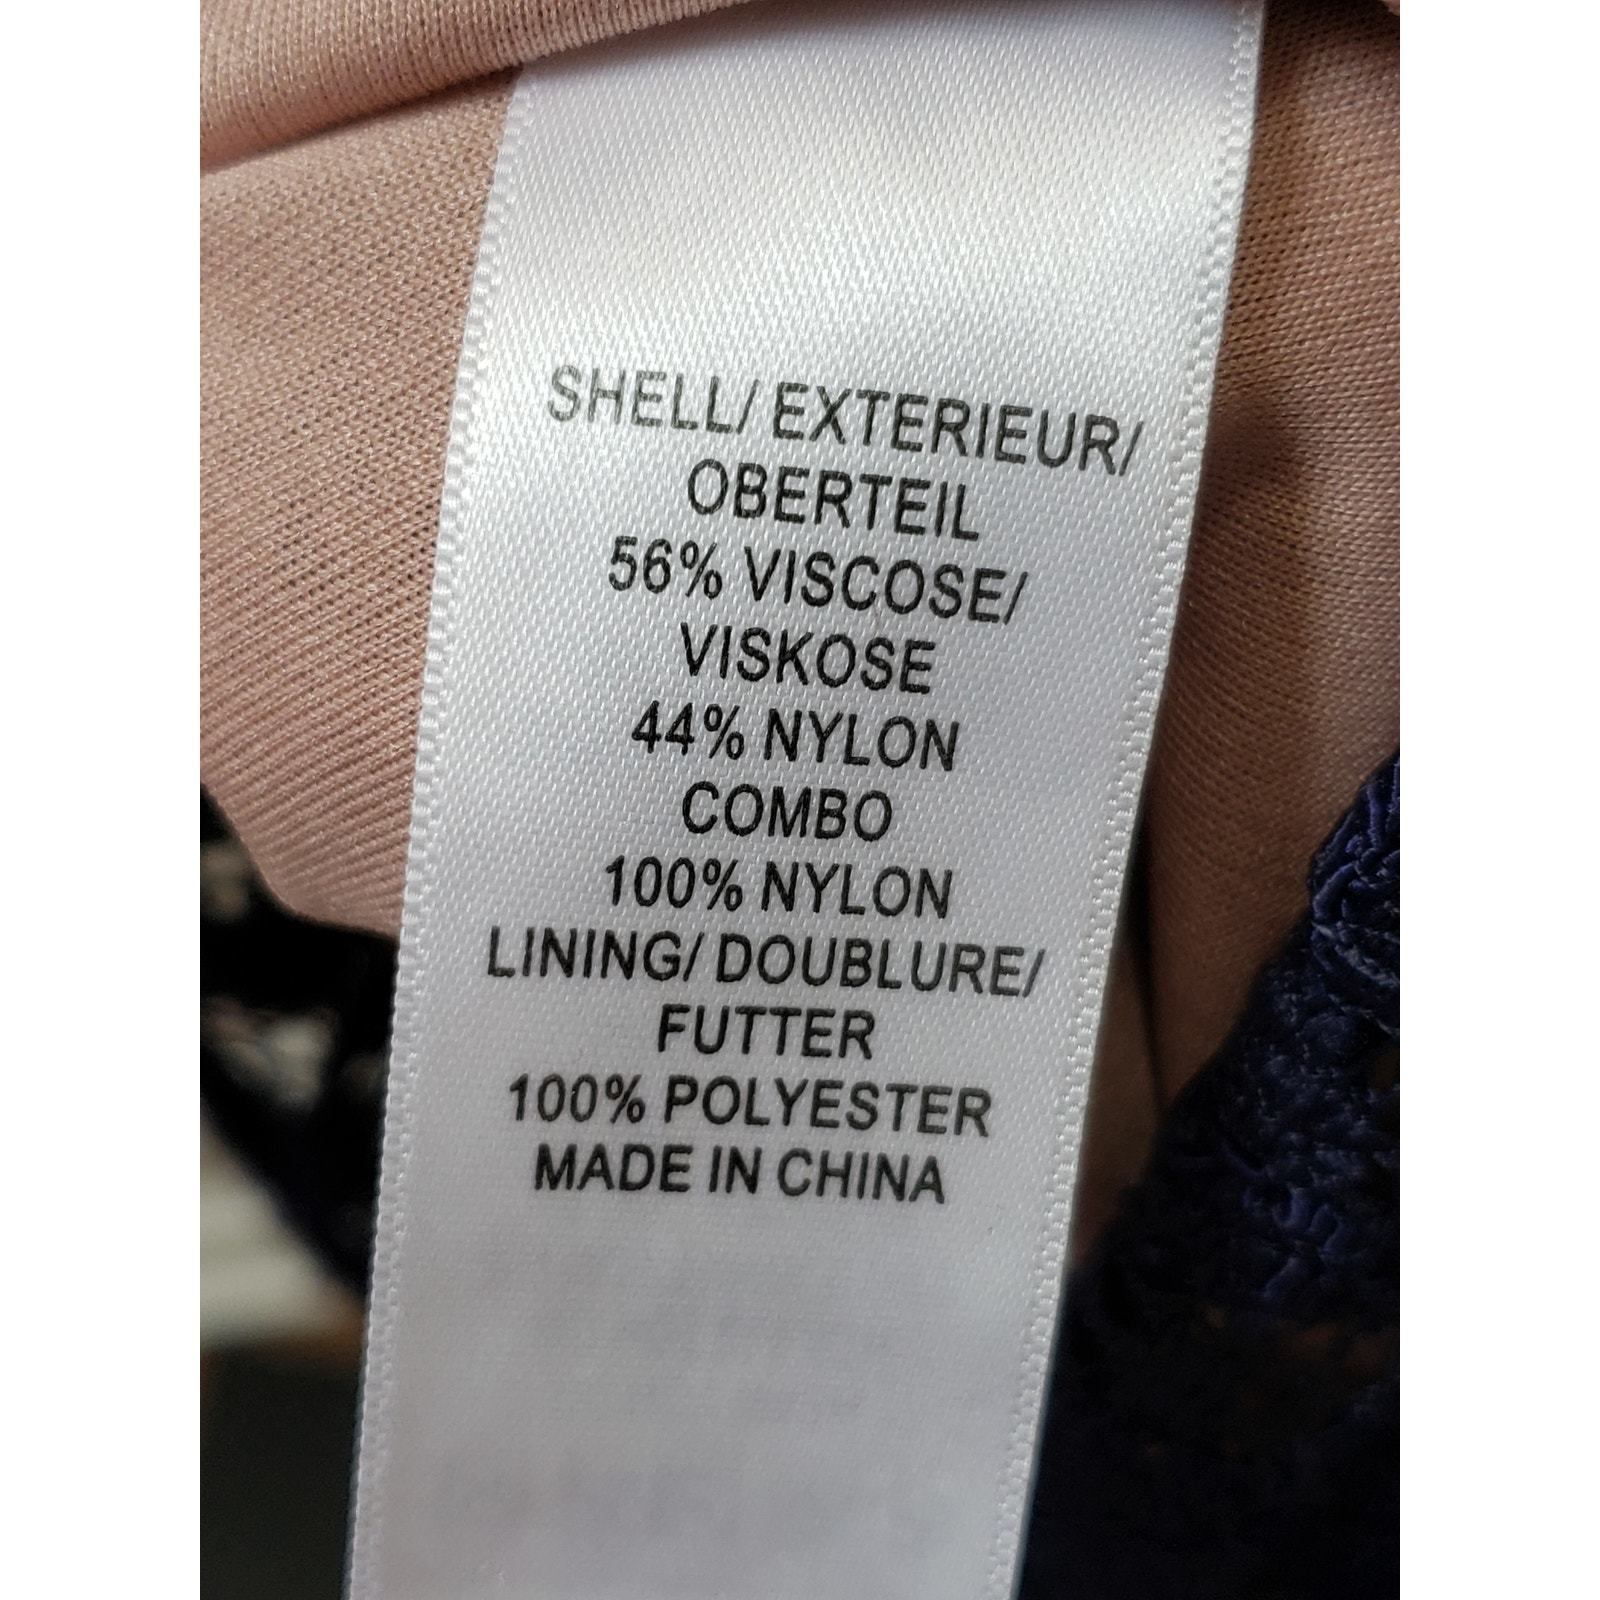 SHELL/ EXTERIEUR/
OBERTEIL
56% VISCOSE/
VISKOSE
44% NYLON
COMBO
100% NYLON
LINING/ DOUBLURE/
FUTTER
100% POLYESTER
MADE IN CHINA